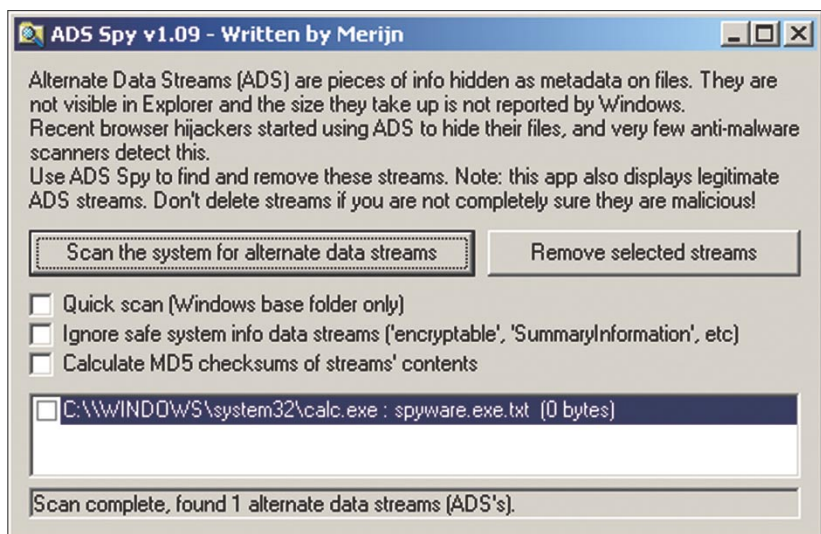 ADS Spy v1.09 - Written by Merijn
Alternate Data Streams (ADS) are pieces of info hidden as metadata on files. They are
not visible in Explorer and the size they take up is not reported by Windows.
Recent browser hijackers started using ADS to hide their files, and very few anti-malware
scanners detect this.
Use ADS Spy to find and remove these streams. Note: this app also displays legitimate
ADS streams. Don't delete streams if you are not completely sure they are malicious!
Scan the system for alternate data streams
Remove selected streams
Quick scan (Windows base folder only)
Ignore safe system info data streams ('encryptable', 'SummaryInformation', etc)
Calculate MD5 checksums of streams' contents
C:\\WINDOWS\system32\calc.exe : spyware.exe.txt (0 bytes)
Scan complete, found 1 alternate data streams (ADS's).